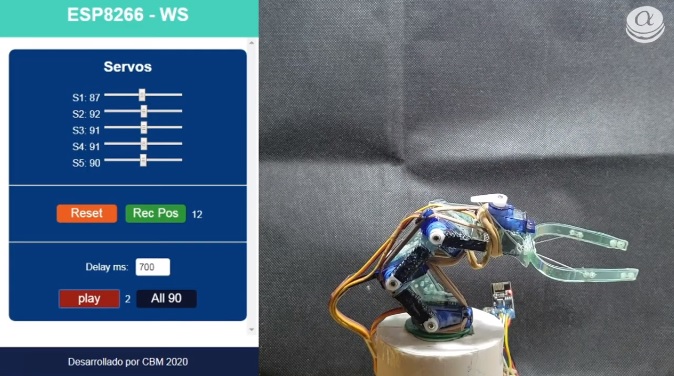 ESP8266 - WS
Servos
S1: 87
S2: 92
S3: 91
S4: 91
S5: 90
Reset Rec Pos 12
Delay ms: 700
play 2 All 90
Desarrollado por CBM 2020
α